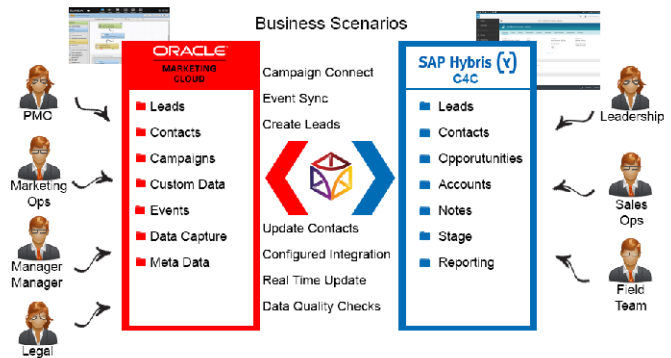 Business Scenarios
ORACLE
MARKETING
CLOUD
Leads
Contacts
Campaigns
Custom Data
Events
Data Capture
Meta Data
Campaign Connect
Event Sync
Create Leads
Update Contacts
Configured Integration
Real Time Update
Data Quality Checks
SAP Hybris (Y)
C4C
Leads
Contacts
Opporutunities
Accounts
Notes
Stage
Reporting
PMO
Marketing
Ops
Manager
Manager
Legal
Leadership
Sales
Ops
Field
Team